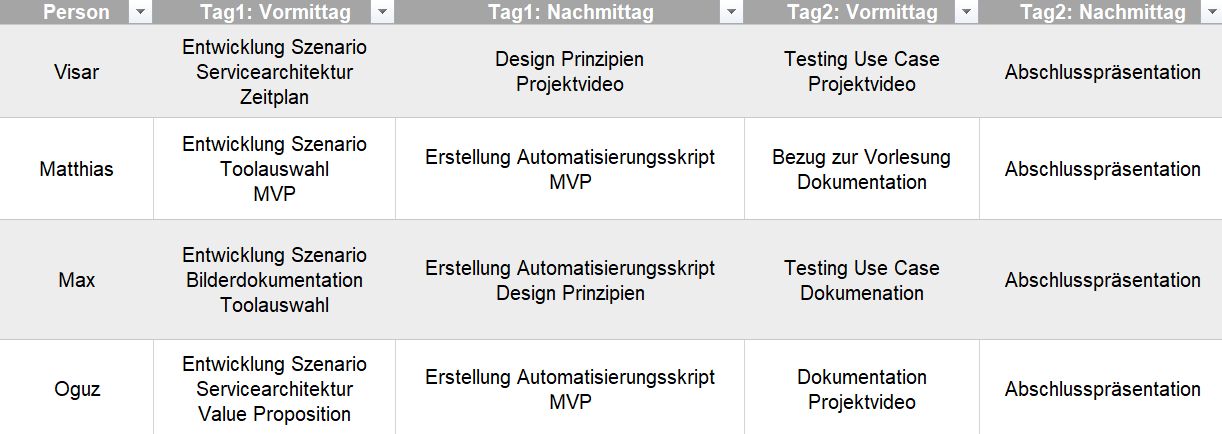 Person Tag1: Vormittag Tag1: Nachmittag Tag2: Vormittag Tag2: Nachmittag
Visar
Entwicklung Szenario
Servicearchitektur
Zeitplan
Design Prinzipien
Projektvideo
Testing Use Case
Projektvideo
Abschlusspräsentation
Matthias
Entwicklung Szenario
Toolauswahl
MVP
Erstellung Automatisierungsskript
MVP
Bezug zur Vorlesung
Dokumentation
Abschlusspräsentation
Max
Entwicklung Szenario
Bilderdokumentation
Toolauswahl
Erstellung Automatisierungsskript
Design Prinzipien
Testing Use Case
Dokumenation
Abschlusspräsentation
Oguz
Entwicklung Szenario
Servicearchitektur
Value Proposition
Erstellung Automatisierungsskript
MVP
Dokumentation
Projektvideo
Abschlusspräsentation